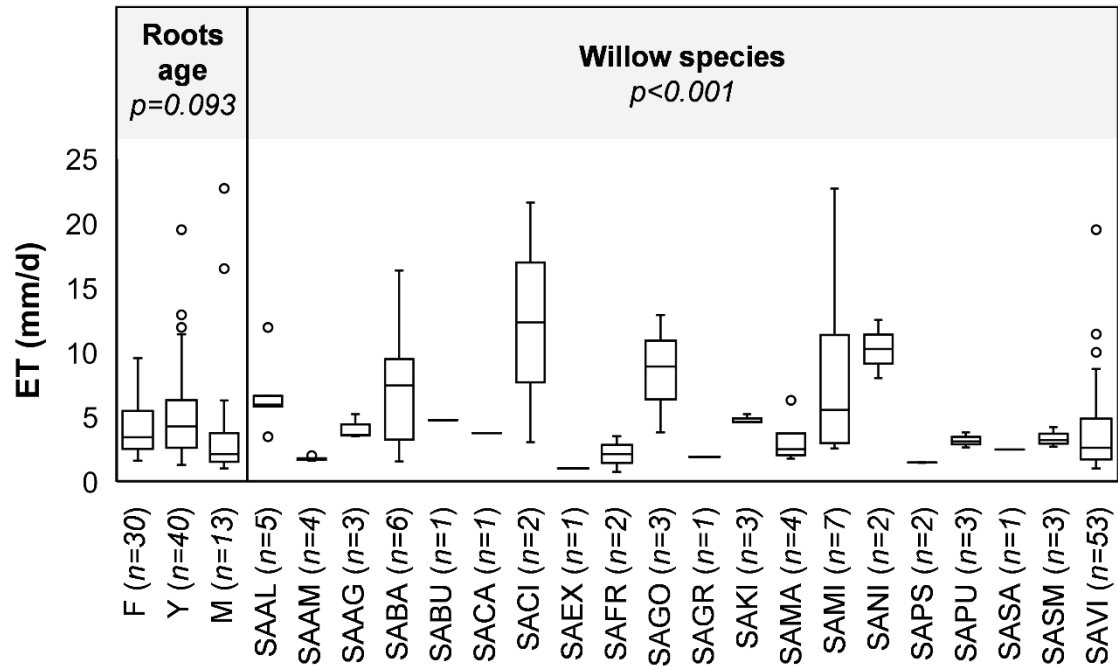 Roots
age
p=0.093
Willow species
p<0.001
ET (mm/d)
25
20
15
10
5
0
F (n=30)
Y (n=40)
M (n=13)
SAAL (n=5)
SAAM (n=4)
SAAG (n=3)
SABA (n=6)
SABU (n=1)
SACA (n=1)
SACI (n=2)
SAEX (n=1)
SAFR (n=2)
SAGO (n=3)
SAGR (n=1)
SAKI (n=3)
SAMA (n=4)
SAMI (n=7)
SANI (n=2)
SAPS (n=2)
SAPU (n=3)
SASA (n=1)
SASM (n=3)
SAVI (n=53)